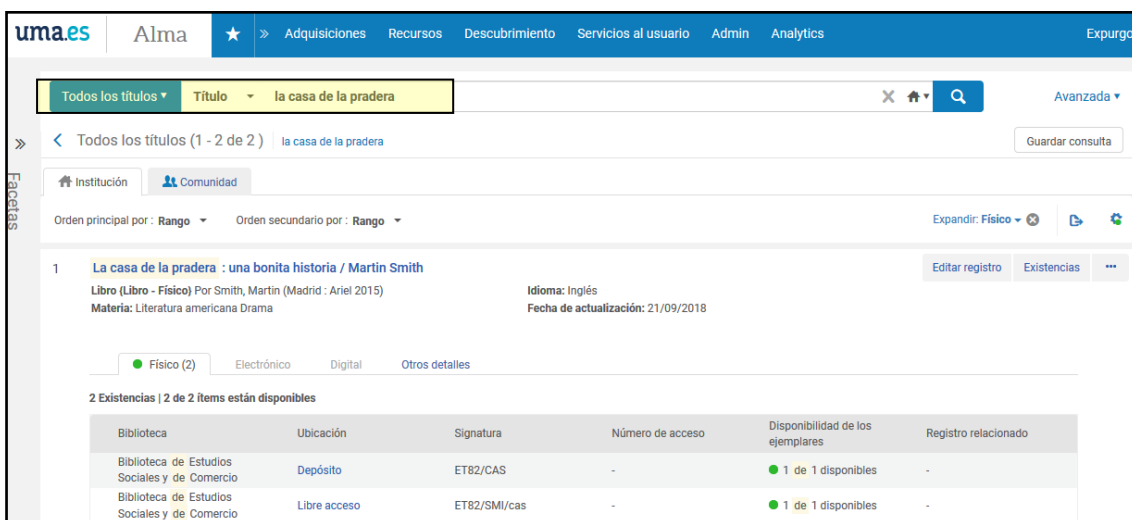 uma.es Alma ★ » Adquisiciones Recursos Descubrimiento Servicios al usuario Admin Analytics Expurgo
Todos los títulos Título la casa de la pradera Avanzada
Todos los títulos (1 - 2 de 2 ) la casa de la pradera Guardar consulta
» Facetas
Institución Comunidad
Orden principal por : Rango Orden secundario por : Rango Expandir: Físico
1 La casa de la pradera : una bonita historia / Martin Smith Editar registro Existencias ...
Libro (Libro - Físico) Por Smith, Martin (Madrid : Ariel 2015) Idioma: Inglés
Materia: Literatura americana Drama Fecha de actualización: 21/09/2018
Físico (2) Electrónico Digital Otros detalles
2 Existencias | 2 de 2 ítems están disponibles
Biblioteca Ubicación Signatura Número de acceso Disponibilidad de los ejemplares Registro relacionado
Biblioteca de Estudios
Sociales y de Comercio Depósito ET82/CAS - 1 de 1 disponibles -
Biblioteca de Estudios
Sociales y de Comercio Libre acceso ET82/SMI/cas - 1 de 1 disponibles -